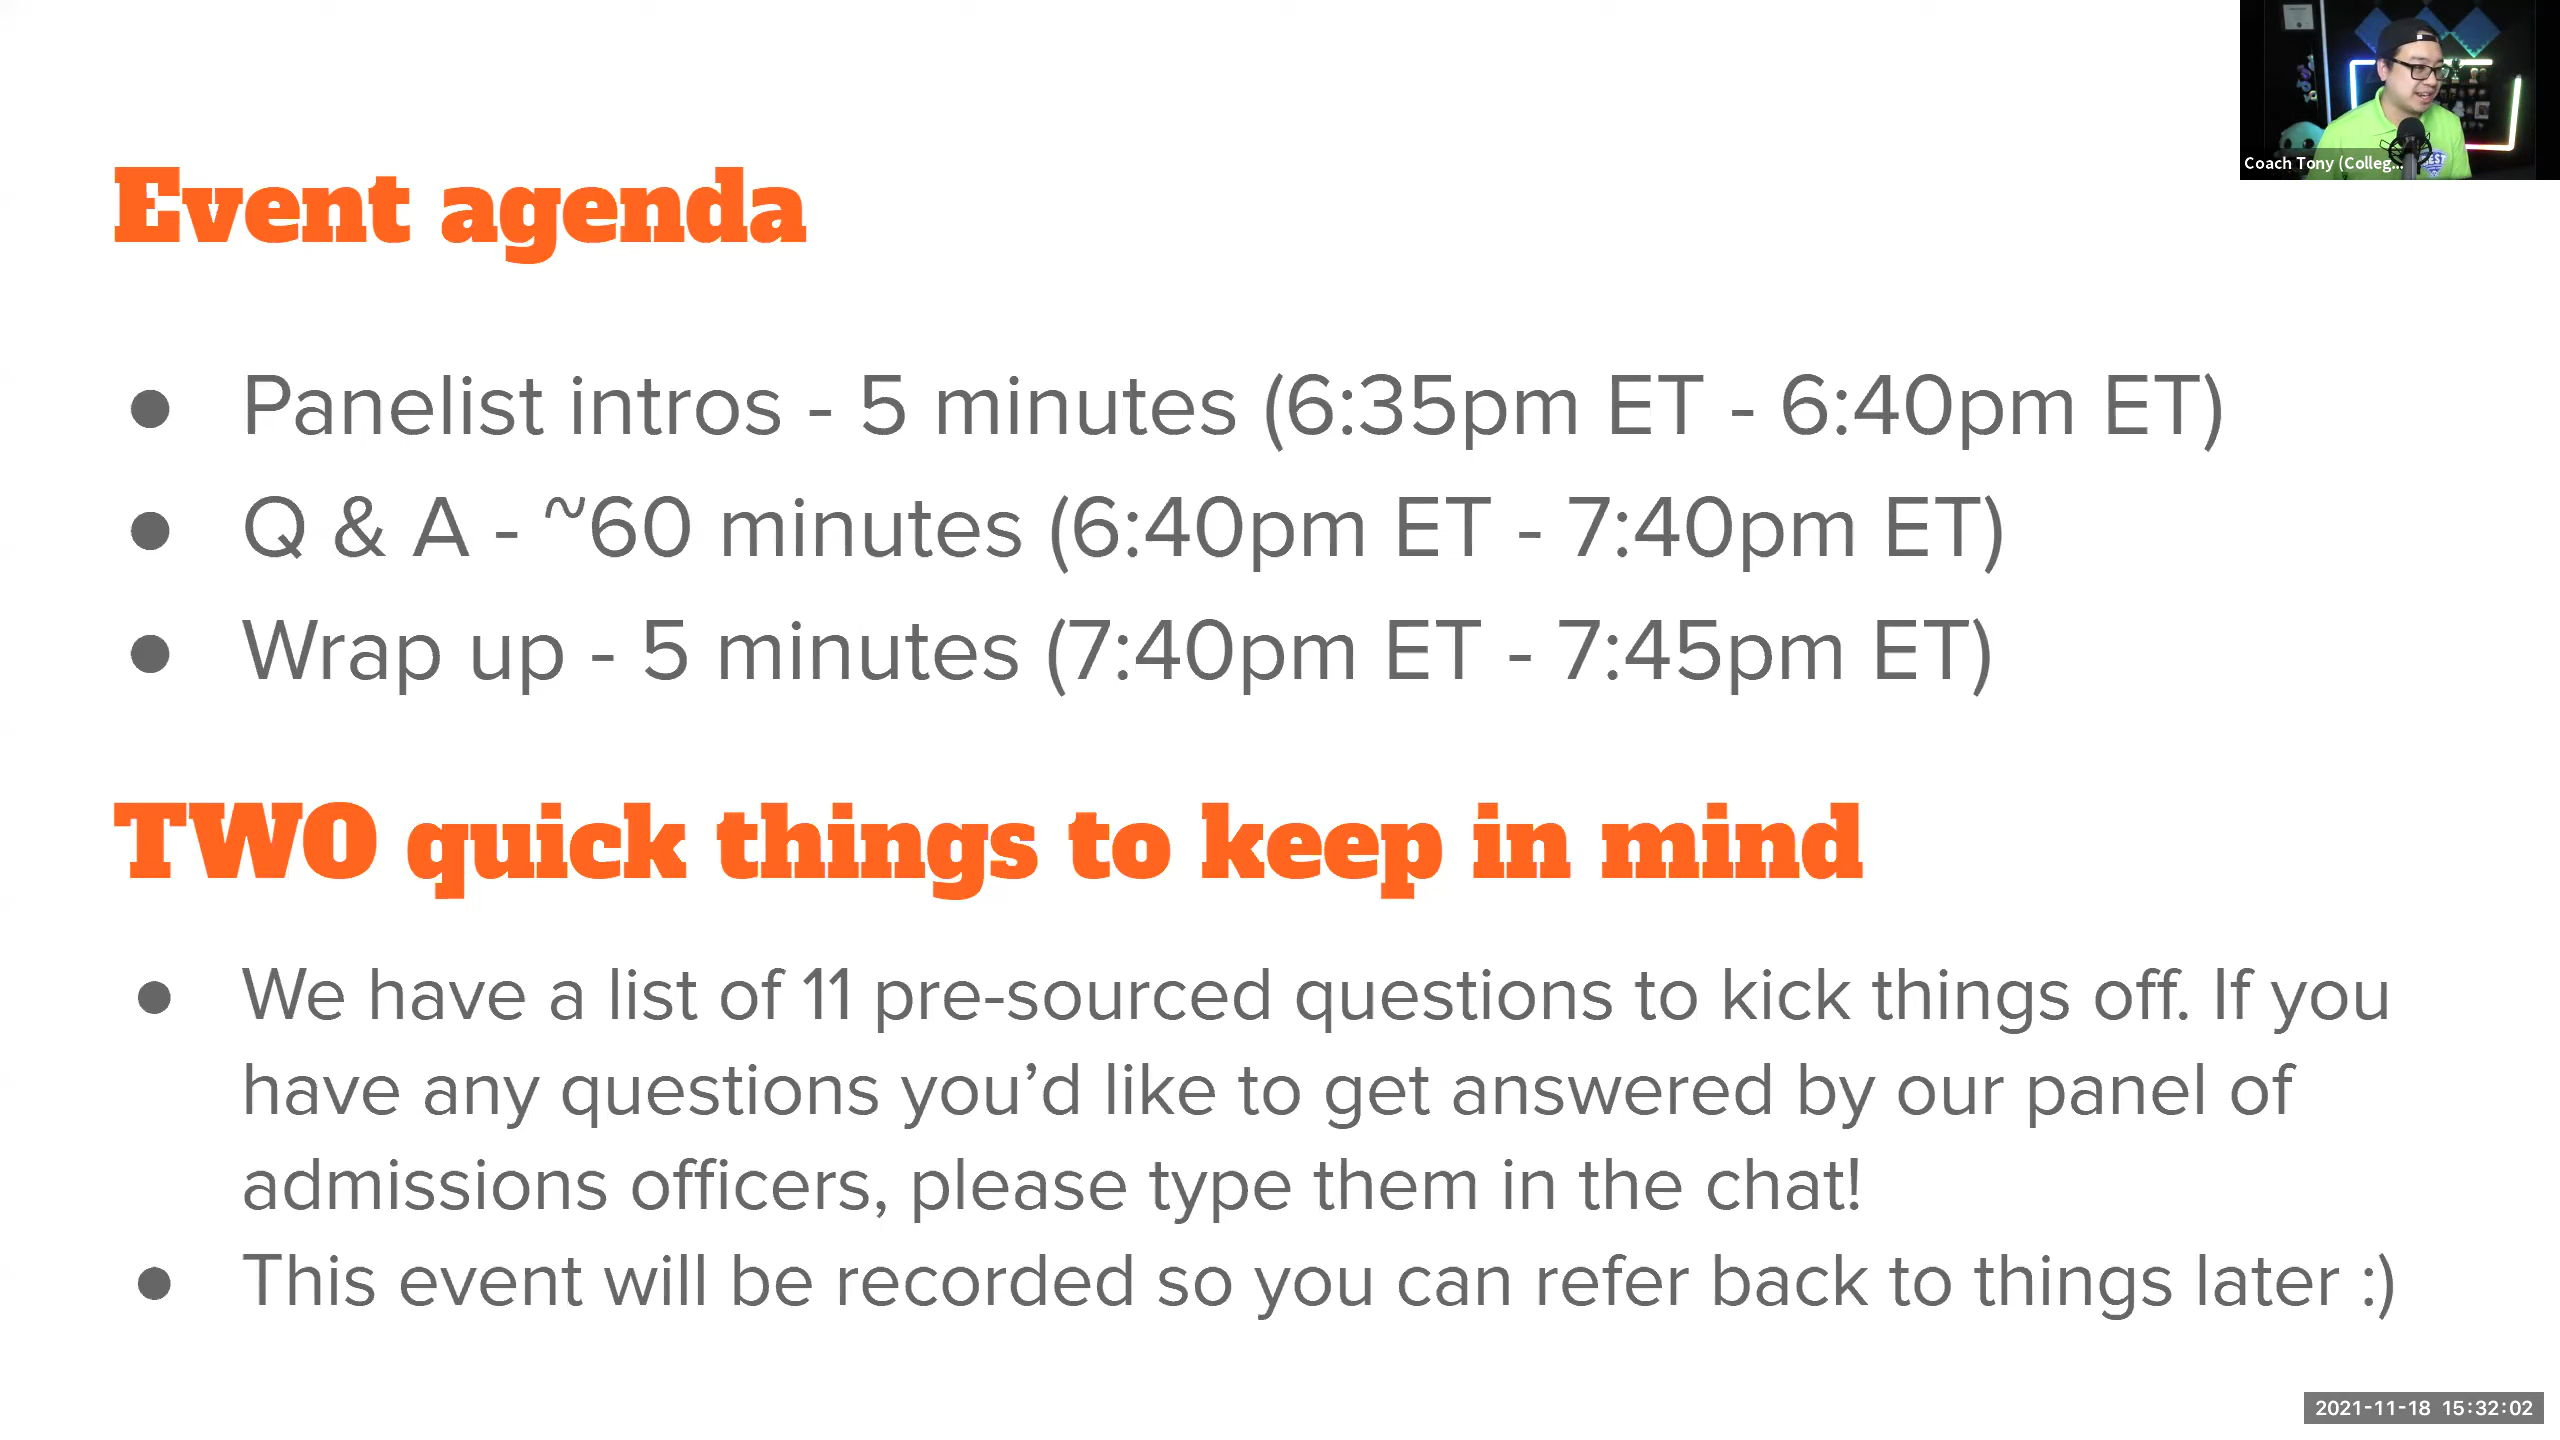 Coach Tony (Colleg...
Event agenda
● Panelist intros - 5 minutes (6:35pm ET - 6:40pm ET)
● Q & A - ~60 minutes (6:40pm ET - 7:40pm ET)
● Wrap up - 5 minutes (7:40pm ET - 7:45pm ET)
TWO quick things to keep in mind
● We have a list of 11 pre-sourced questions to kick things off. If you
have any questions you’d like to get answered by our panel of
admissions officers, please type them in the chat!
● This event will be recorded so you can refer back to things later :)
2021-11-18 15:32:02